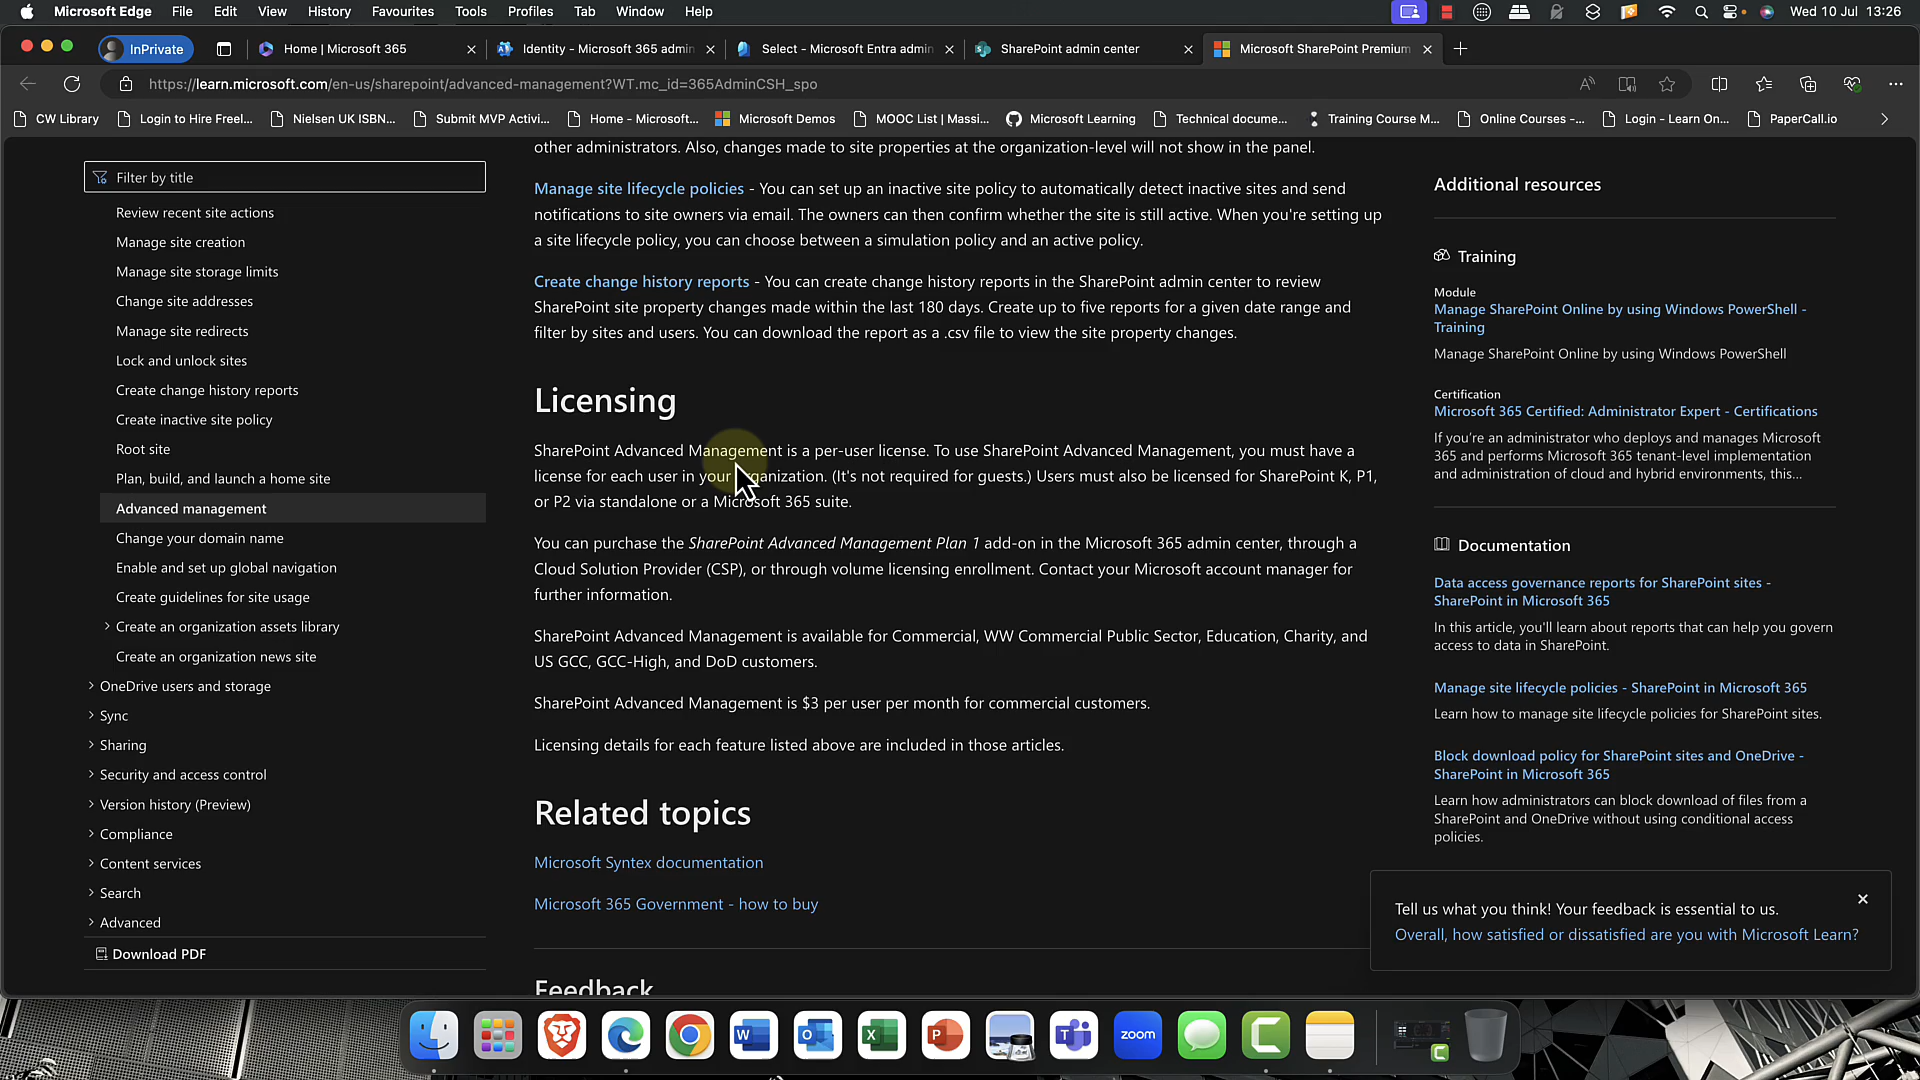 Microsoft Edge File Edit View History Favourites Tools Profiles Tab Window Help Wed 10 Jul 13:26
InPrivate Home | Microsoft 365 Identity - Microsoft 365 admin Select - Microsoft Entra admin SharePoint admin center Microsoft SharePoint Premium
https://learn.microsoft.com/en-us/sharepoint/advanced-management?WT.mc_id=365AdminCSH_spo
CW Library Login to Hire Freel... Nielsen UK ISBN... Submit MVP Activi... Home - Microsoft... Microsoft Demos MOOC List | Massi... Microsoft Learning Technical docume... Training Course M... Online Courses -... Login - Learn On... PaperCall.io
Filter by title
Review recent site actions
Manage site creation
Manage site storage limits
Change site addresses
Manage site redirects
Lock and unlock sites
Create change history reports
Create inactive site policy
Root site
Plan, build, and launch a home site
Advanced management
Change your domain name
Enable and set up global navigation
Create guidelines for site usage
Create an organization assets library
Create an organization news site
OneDrive users and storage
Sync
Sharing
Security and access control
Version history (Preview)
Compliance
Content services
Search
Advanced
Download PDF
other administrators. Also, changes made to site properties at the organization-level will not show in the panel.
Manage site lifecycle policies - You can set up an inactive site policy to automatically detect inactive sites and send
notifications to site owners via email. The owners can then confirm whether the site is still active. When you're setting up
a site lifecycle policy, you can choose between a simulation policy and an active policy.
Create change history reports - You can create change history reports in the SharePoint admin center to review
SharePoint site property changes made within the last 180 days. Create up to five reports for a given date range and
filter by sites and users. You can download the report as a .csv file to view the site property changes.
Licensing
SharePoint Advanced Management is a per-user license. To use SharePoint Advanced Management, you must have a
license for each user in your organization. (It's not required for guests.) Users must also be licensed for SharePoint K, P1,
or P2 via standalone or a Microsoft 365 suite.
You can purchase the SharePoint Advanced Management Plan 1 add-on in the Microsoft 365 admin center, through a
Cloud Solution Provider (CSP), or through volume licensing enrollment. Contact your Microsoft account manager for
further information.
SharePoint Advanced Management is available for Commercial, WW Commercial Public Sector, Education, Charity, and
US GCC, GCC-High, and DoD customers.
SharePoint Advanced Management is $3 per user per month for commercial customers.
Licensing details for each feature listed above are included in those articles.
Related topics
Microsoft Syntex documentation
Microsoft 365 Government - how to buy
Feedback
Additional resources
Training
Module
Manage SharePoint Online by using Windows PowerShell -
Training
Manage SharePoint Online by using Windows PowerShell
Certification
Microsoft 365 Certified: Administrator Expert - Certifications
If you're an administrator who deploys and manages Microsoft
365 and performs Microsoft 365 tenant-level implementation
and administration of cloud and hybrid environments, this...
Documentation
Data access governance reports for SharePoint sites -
SharePoint in Microsoft 365
In this article, you'll learn about reports that can help you govern
access to data in SharePoint.
Manage site lifecycle policies - SharePoint in Microsoft 365
Learn how to manage site lifecycle policies for SharePoint sites.
Block download policy for SharePoint sites and OneDrive -
SharePoint in Microsoft 365
Learn how administrators can block download of files from a
SharePoint and OneDrive without using conditional access
policies.
Tell us what you think! Your feedback is essential to us.
Overall, how satisfied or dissatisfied are you with Microsoft Learn?
zoom